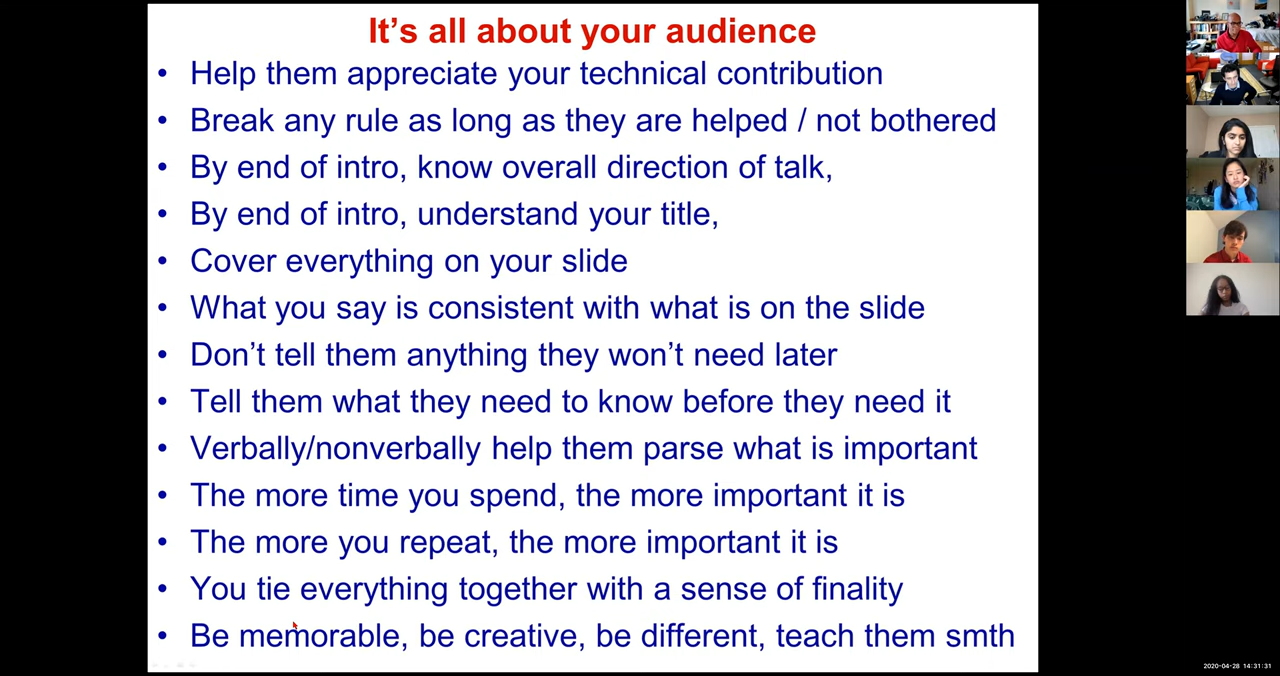 It’s all about your audience
• Help them appreciate your technical contribution
• Break any rule as long as they are helped / not bothered
• By end of intro, know overall direction of talk,
• By end of intro, understand your title,
• Cover everything on your slide
• What you say is consistent with what is on the slide
• Don’t tell them anything they won’t need later
• Tell them what they need to know before they need it
• Verbally/nonverbally help them parse what is important
• The more time you spend, the more important it is
• The more you repeat, the more important it is
• You tie everything together with a sense of finality
• Be memorable, be creative, be different, teach them smth
2020-04-28 14:31:31